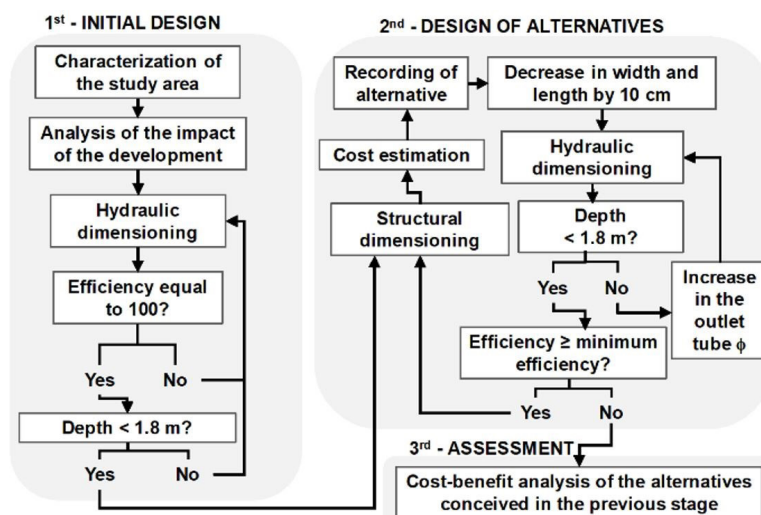 1st - INITIAL DESIGN
Characterization of
the study area
Analysis of the impact
of the development
Hydraulic
dimensioning
Efficiency equal
to 100?
Yes
No
Depth < 1.8 m?
Yes
No
2nd - DESIGN OF ALTERNATIVES
Recording of
alternative
Decrease in width and
length by 10 cm
Cost estimation
Hydraulic
dimensioning
Structural
dimensioning
Depth
< 1.8 m?
Yes
No
Increase
in the
outlet
tube ϕ
Efficiency ≥ minimum
efficiency?
Yes
No
3rd - ASSESSMENT
Cost-benefit analysis of the alternatives
conceived in the previous stage